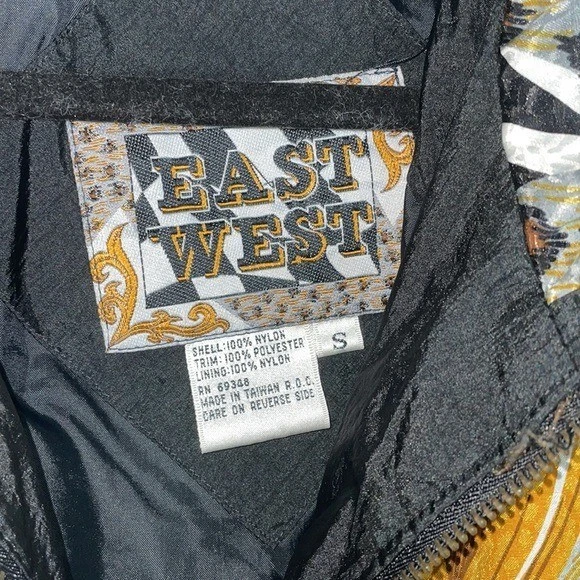 EAST
WEST
S
SHELL:100% NYLON
TRIM:100% POLYESTER
LINING:100% NYLON
RN 69348
MADE IN TAIWAN R.O.C.
CARE ON REVERSE SIDE